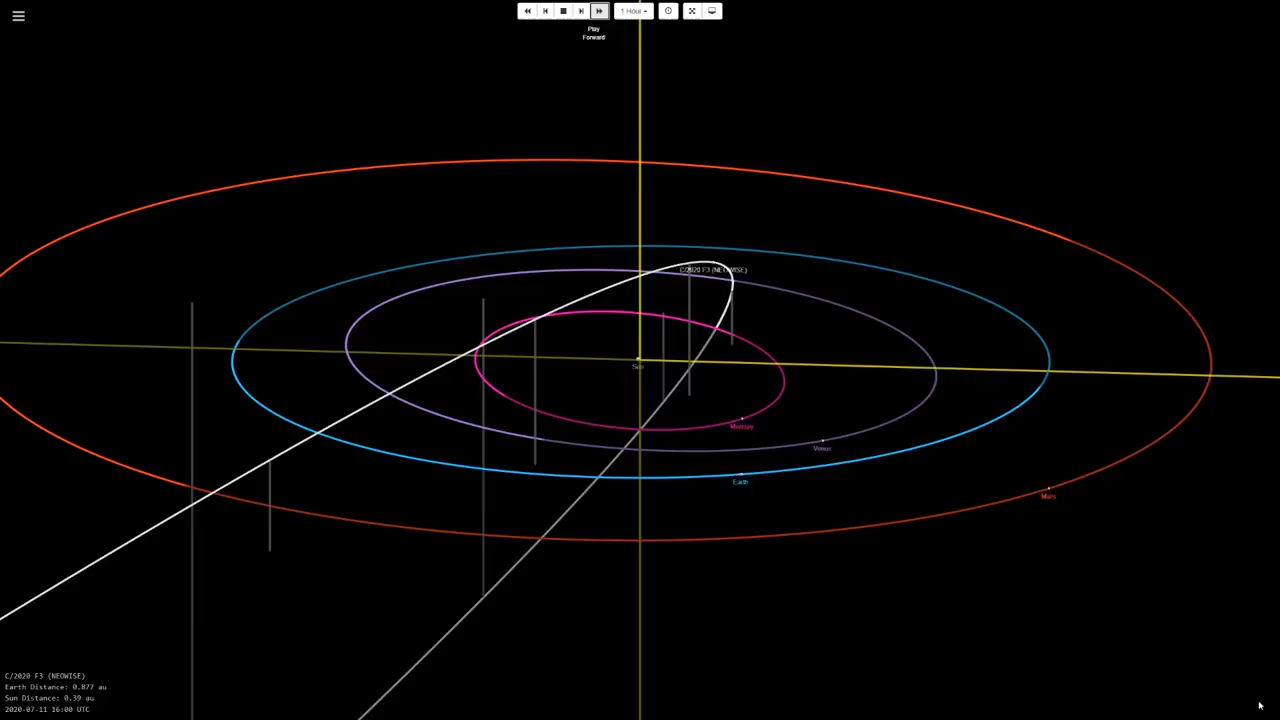 1 Hour
Play
Forward
C/2020 F3 (NEOWISE)
Sun
Mercury
Venus
Earth
Mars
C/2020 F3 (NEOWISE)
Earth Distance: 0.877 au
Sun Distance: 0.39 au
2020-07-11 16:00 UTC